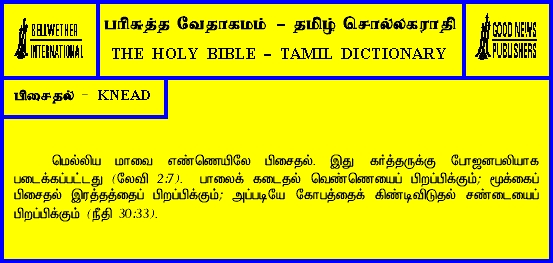 BELLWETHER
INTERNATIONAL
பரிசுத்த வேதாகமம் - தமிழ் சொல்லகராதி
THE HOLY BIBLE - TAMIL DICTIONARY
GOOD NEWS
PUBLISHERS
பிசைதல் - KNEAD
மெல்லிய மாவை எண்ணெயிலே பிசைதல். இது கர்த்தருக்கு போஜனபலியாக
படைக்கப்பட்டது (லேவி 2:7). பாலைக் கடைதல் வெண்ணெயைப் பிறப்பிக்கும்; மூக்கைப்
பிசைதல் இரத்தத்தைப் பிறப்பிக்கும்; அப்படியே கோபத்தைக் கிண்டிவிடுதல் சண்டையைப்
பிறப்பிக்கும் (நீதி 30:33).